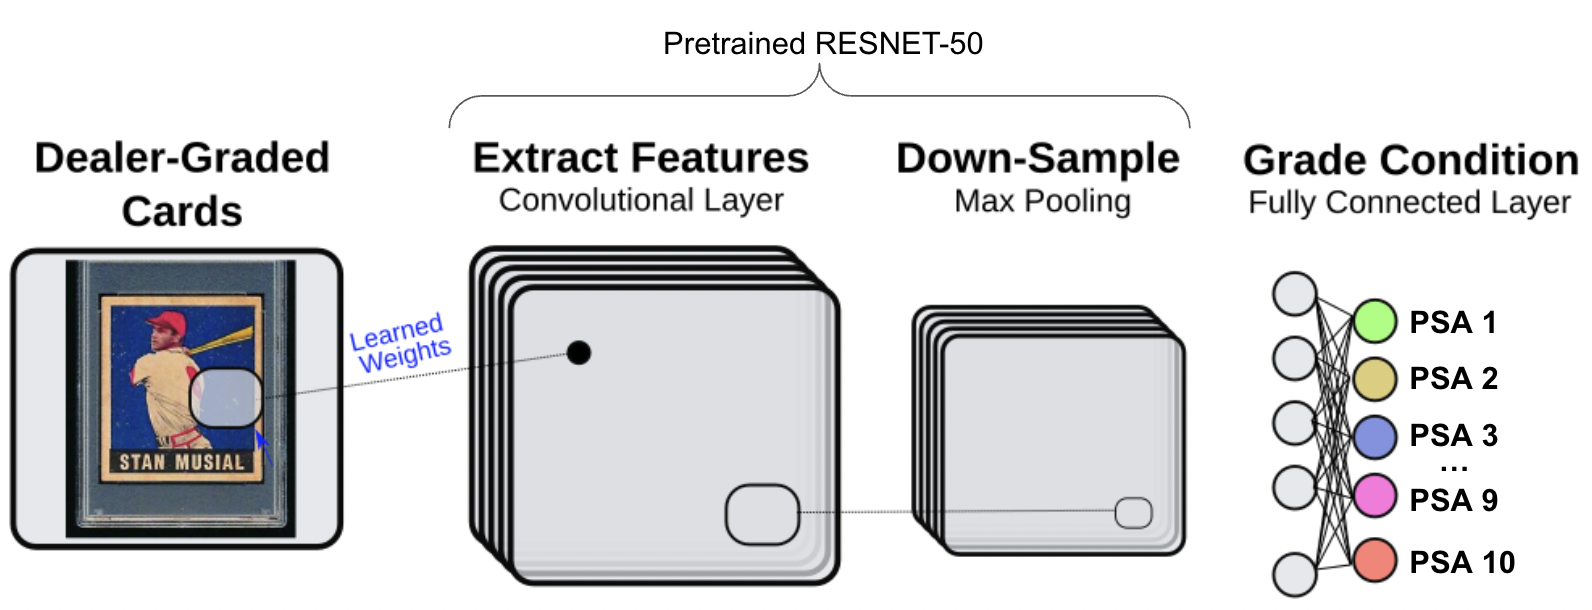 Pretrained RESNET-50
Dealer-Graded
Cards
Extract Features
Convolutional Layer
Down-Sample
Max Pooling
Grade Condition
Fully Connected Layer
Learned
Weights
STAN MUSIAL
PSA 1
PSA 2
PSA 3
...
PSA 9
PSA 10